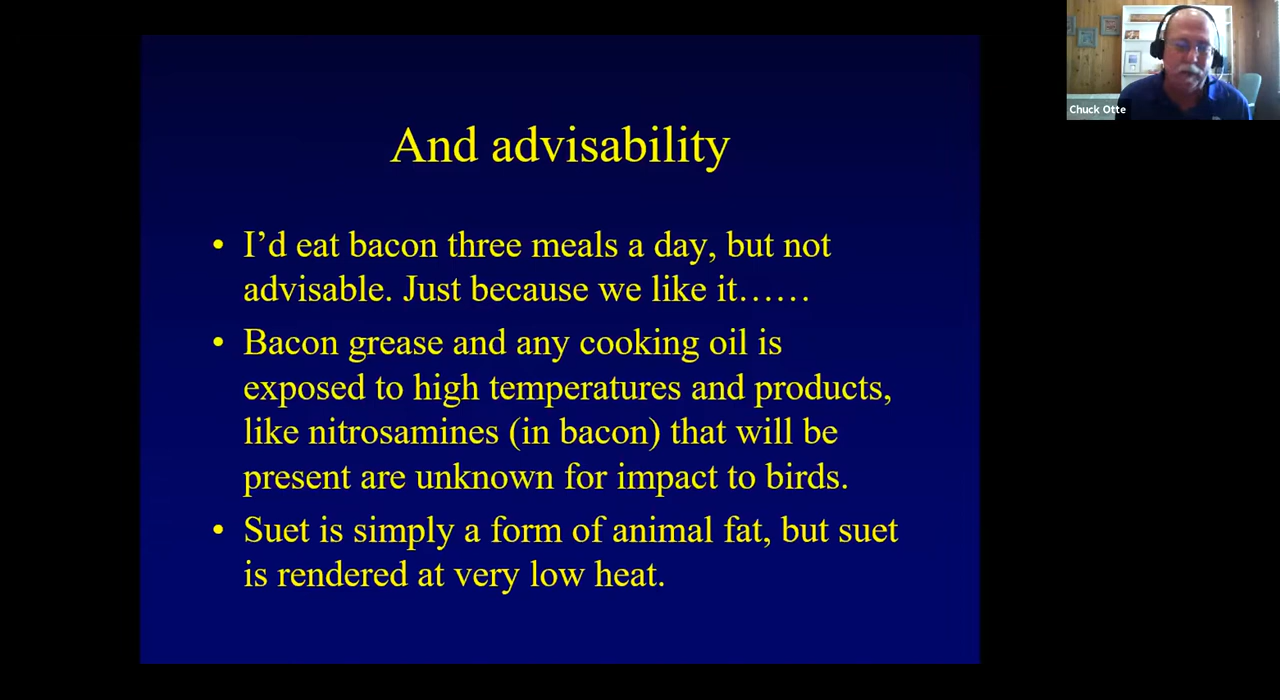 And advisability
• I’d eat bacon three meals a day, but not
advisable. Just because we like it……
• Bacon grease and any cooking oil is
exposed to high temperatures and products,
like nitrosamines (in bacon) that will be
present are unknown for impact to birds.
• Suet is simply a form of animal fat, but suet
is rendered at very low heat.
Chuck Otte